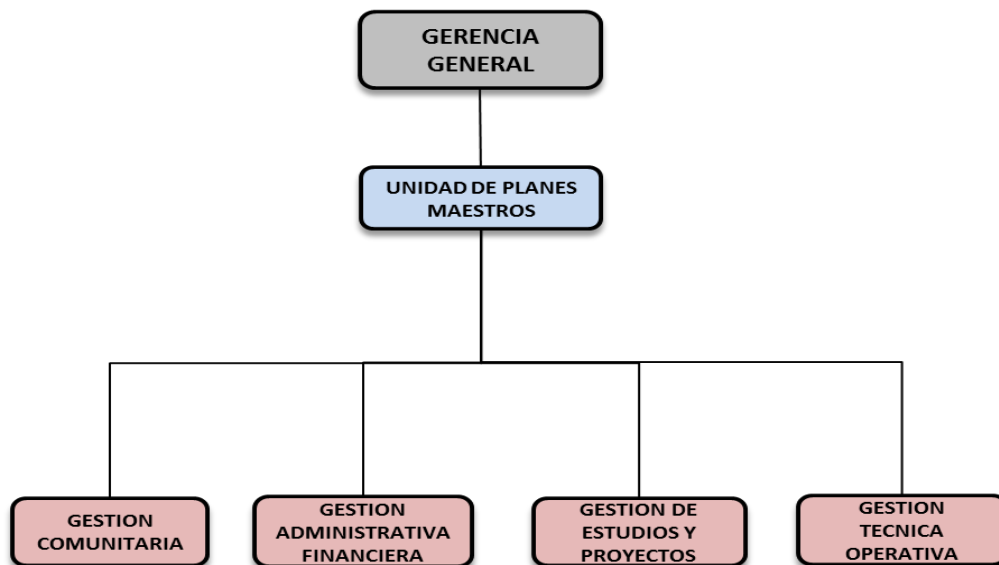 GERENCIA
GENERAL
UNIDAD DE PLANES
MAESTROS
GESTION
COMUNITARIA
GESTION
ADMINISTRATIVA
FINANCIERA
GESTION DE
ESTUDIOS Y
PROYECTOS
GESTION
TECNICA
OPERATIVA